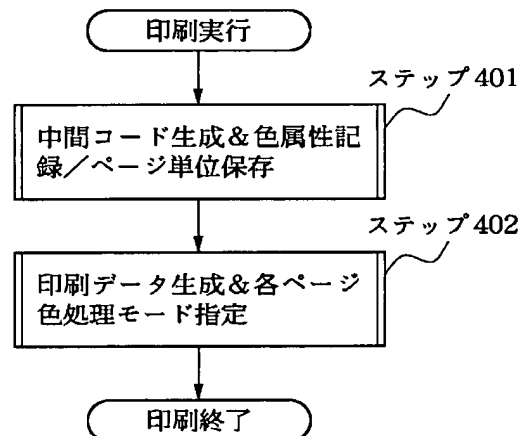 印刷実行
ステップ401
中間コード生成&色属性記
録／ページ単位保存
ステップ402
印刷データ生成&各ページ
色処理モード指定
印刷終了